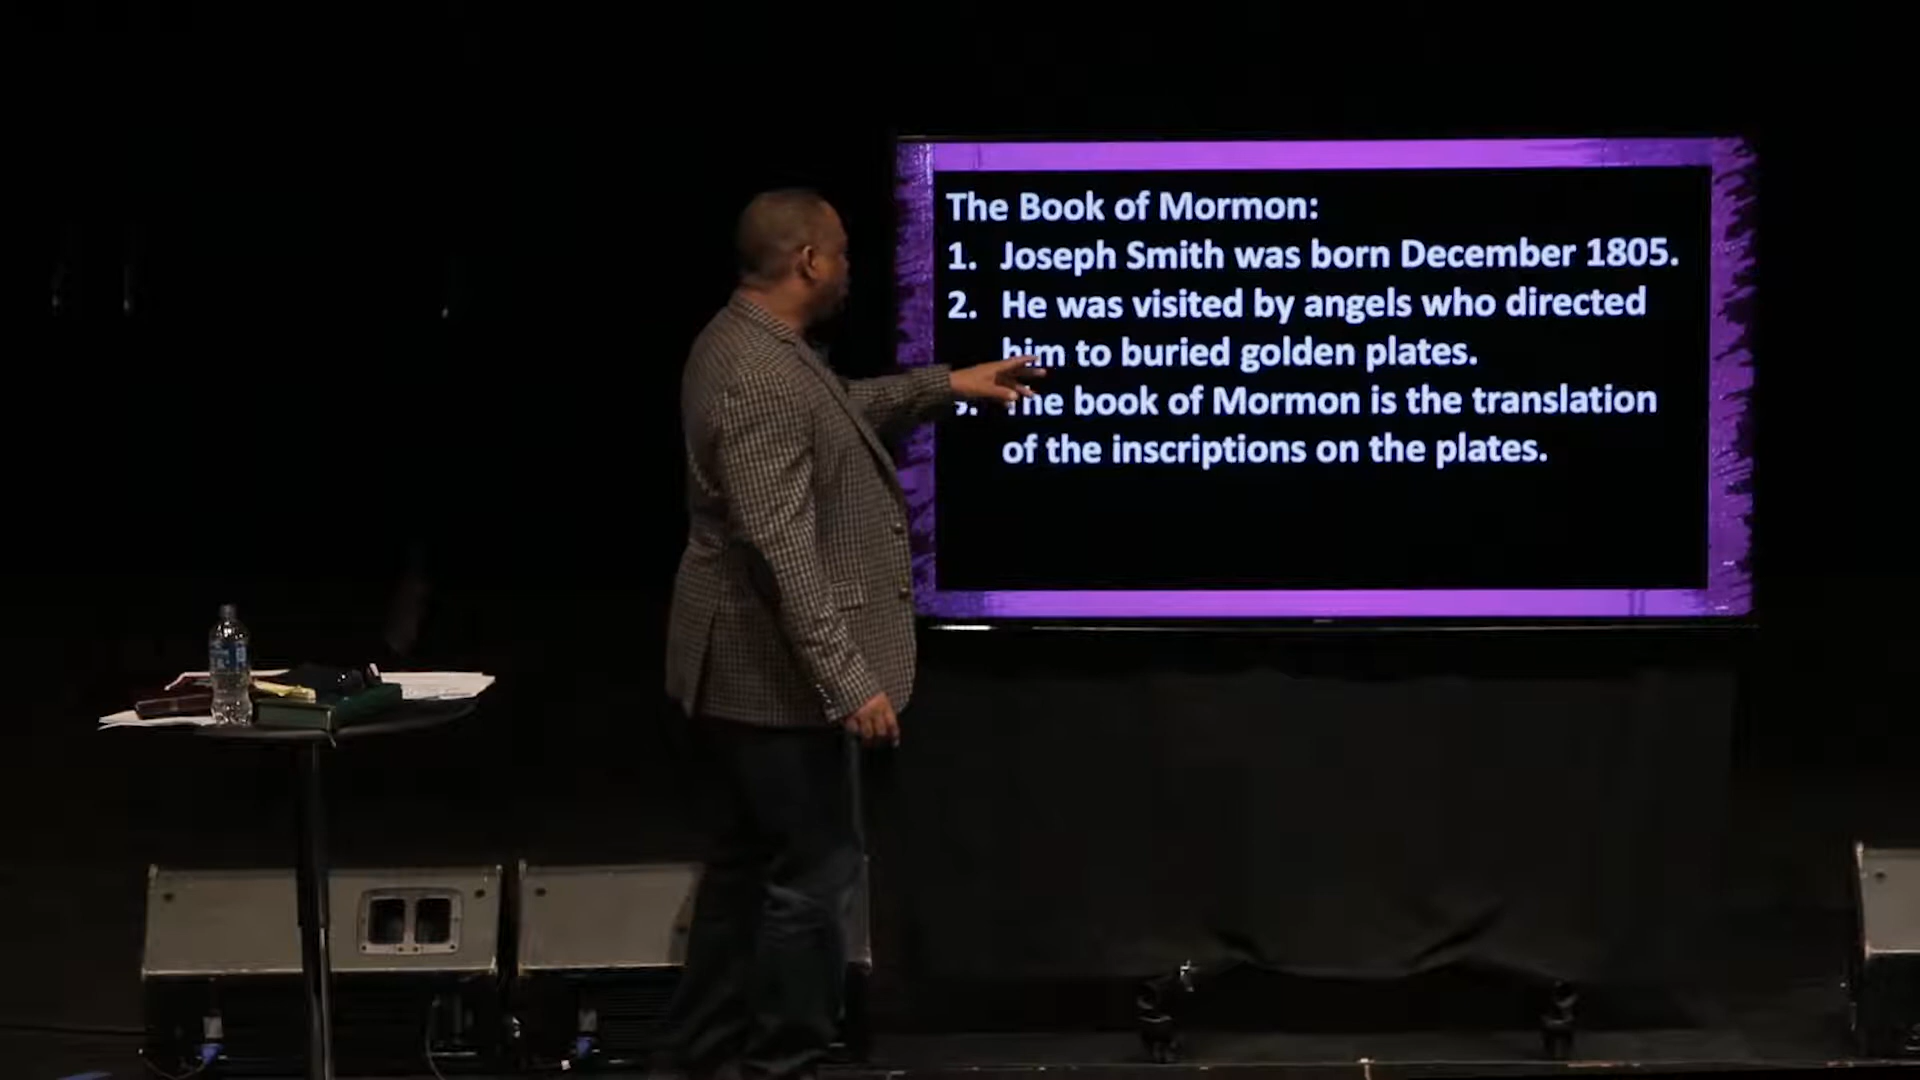 The Book of Mormon:
1. Joseph Smith was born December 1805.
2. He was visited by angels who directed
him to buried golden plates.
3. The book of Mormon is the translation
of the inscriptions on the plates.